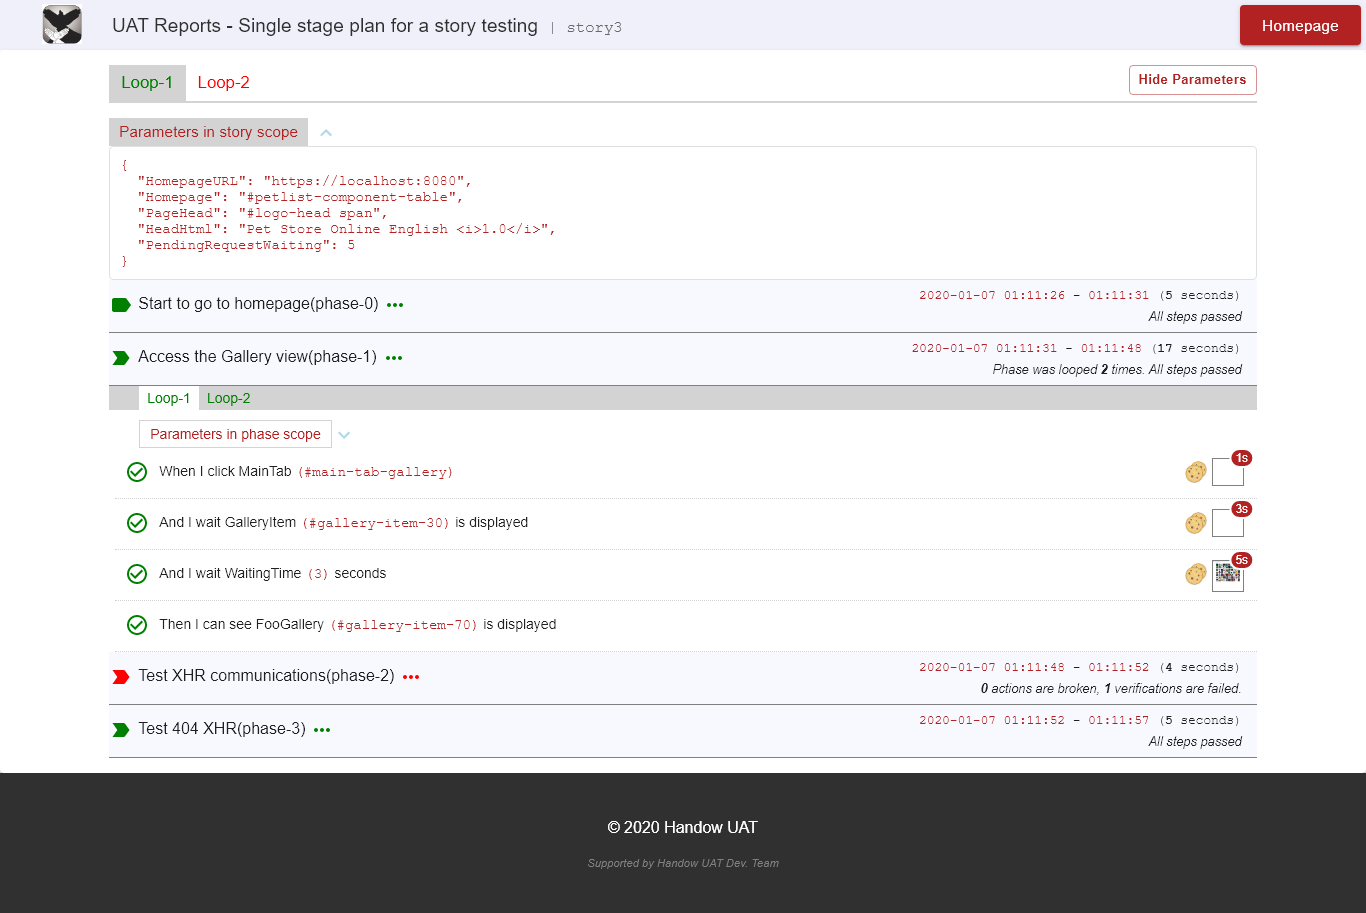 UAT Reports - Single stage plan for a story testing | story3
Homepage
Loop-1 Loop-2
Hide Parameters
Parameters in story scope
{
"HomepageURL": "https://localhost:8080",
"Homepage": "#petlist-component-table",
"PageHead": "#logo-head span",
"HeadHtml": "Pet Store Online English <i>1.0</i>",
"PendingRequestWaiting": 5
}
Start to go to homepage(phase-0) •••
2020-01-07 01:11:26 - 01:11:31 (5 seconds)
All steps passed
Access the Gallery view(phase-1) •••
2020-01-07 01:11:31 - 01:11:48 (17 seconds)
Phase was looped 2 times. All steps passed
Loop-1 Loop-2
Parameters in phase scope
When I click MainTab (#main-tab-gallery)
1s
And I wait GalleryItem (#gallery-item-30) is displayed
3s
And I wait WaitingTime (3) seconds
5s
Then I can see FooGallery (#gallery-item-70) is displayed
Test XHR communications(phase-2) •••
2020-01-07 01:11:48 - 01:11:52 (4 seconds)
0 actions are broken, 1 verifications are failed.
Test 404 XHR(phase-3) •••
2020-01-07 01:11:52 - 01:11:57 (5 seconds)
All steps passed
© 2020 Handow UAT
Supported by Handow UAT Dev. Team